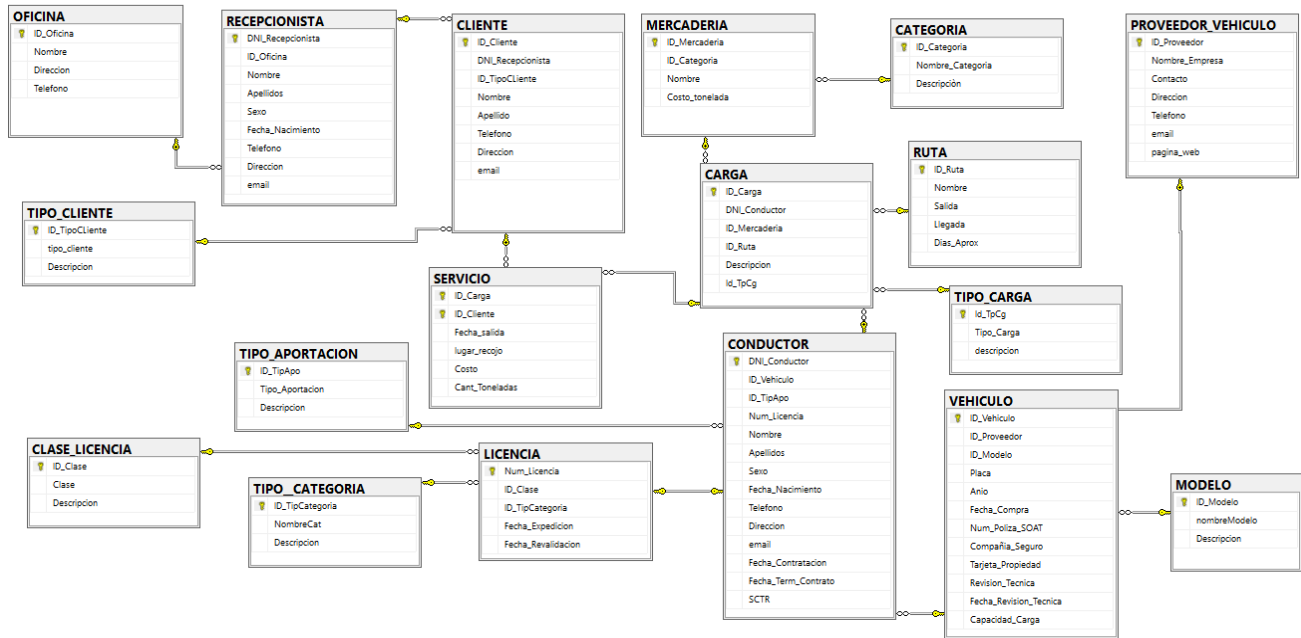 OFICINA
ID_Oficina
Nombre
Direccion
Telefono
RECEPCIONISTA
DNI_Recepcionista
ID_Oficina
Nombre
Apellidos
Sexo
Fecha_Nacimiento
Telefono
Direccion
email
CLIENTE
ID_Cliente
DNI_Recepcionista
ID_TipoCLiente
Nombre
Apellido
Telefono
Direccion
email
MERCADERIA
ID_Mercaderia
ID_Categoria
Nombre
Costo_tonelada
CATEGORIA
ID_Categoria
Nombre_Categoria
Descripciòn
PROVEEDOR_VEHICULO
ID_Proveedor
Nombre_Empresa
Contacto
Direccion
Telefono
email
pagina_web
RUTA
ID_Ruta
Nombre
Salida
Llegada
Dias_Aprox
CARGA
ID_Carga
DNI_Conductor
ID_Mercaderia
ID_Ruta
Descripcion
Id_TpCg
TIPO_CLIENTE
ID_TipoCLiente
tipo_cliente
Descripcion
SERVICIO
ID_Carga
ID_Cliente
Fecha_salida
lugar_recojo
Costo
Cant_Toneladas
TIPO_CARGA
Id_TpCg
Tipo_Carga
descripcion
TIPO_APORTACION
ID_TipApo
Tipo_Aportacion
Descripcion
CONDUCTOR
DNI_Conductor
ID_Vehiculo
ID_TipApo
Num_Licencia
Nombre
Apellidos
Sexo
Fecha_Nacimiento
Telefono
Direccion
email
Fecha_Contratacion
Fecha_Term_Contrato
SCTR
VEHICULO
ID_Vehiculo
ID_Proveedor
ID_Modelo
Placa
Anio
Fecha_Compra
Num_Poliza_SOAT
Compañia_Seguro
Tarjeta_Propiedad
Revision_Tecnica
Fecha_Revision_Tecnica
Capacidad_Carga
CLASE_LICENCIA
ID_Clase
Clase
Descripcion
TIPO__CATEGORIA
ID_TipCategoria
NombreCat
Descripcion
LICENCIA
Num_Licencia
ID_Clase
ID_TipCategoria
Fecha_Expedicion
Fecha_Revalidacion
MODELO
ID_Modelo
nombreModelo
Descripcion